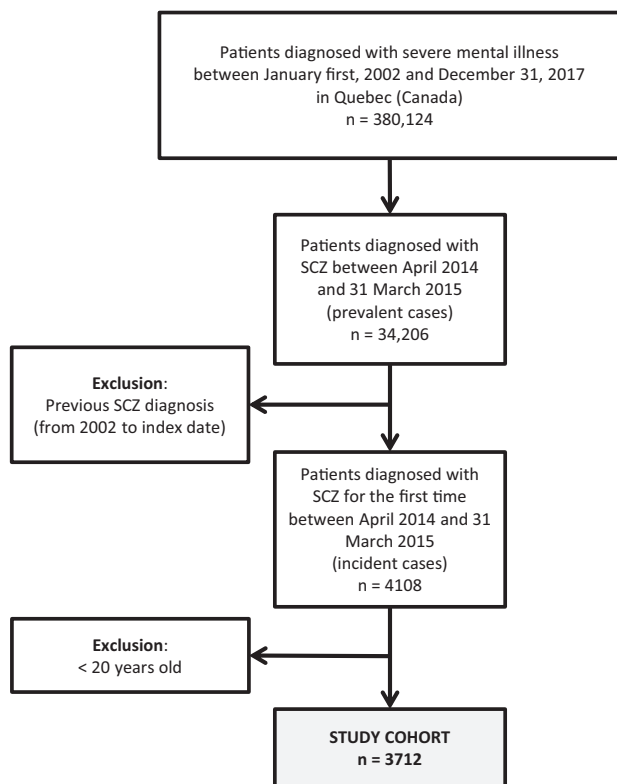 Patients diagnosed with severe mental illness
between January first, 2002 and December 31, 2017
in Quebec (Canada)
n = 380,124
Patients diagnosed with
SCZ between April 2014
and 31 March 2015
(prevalent cases)
n = 34,206
Exclusion:
Previous SCZ diagnosis
(from 2002 to index date)
Patients diagnosed with
SCZ for the first time
between April 2014 and 31
March 2015
(incident cases)
n = 4108
Exclusion:
< 20 years old
STUDY COHORT
n = 3712